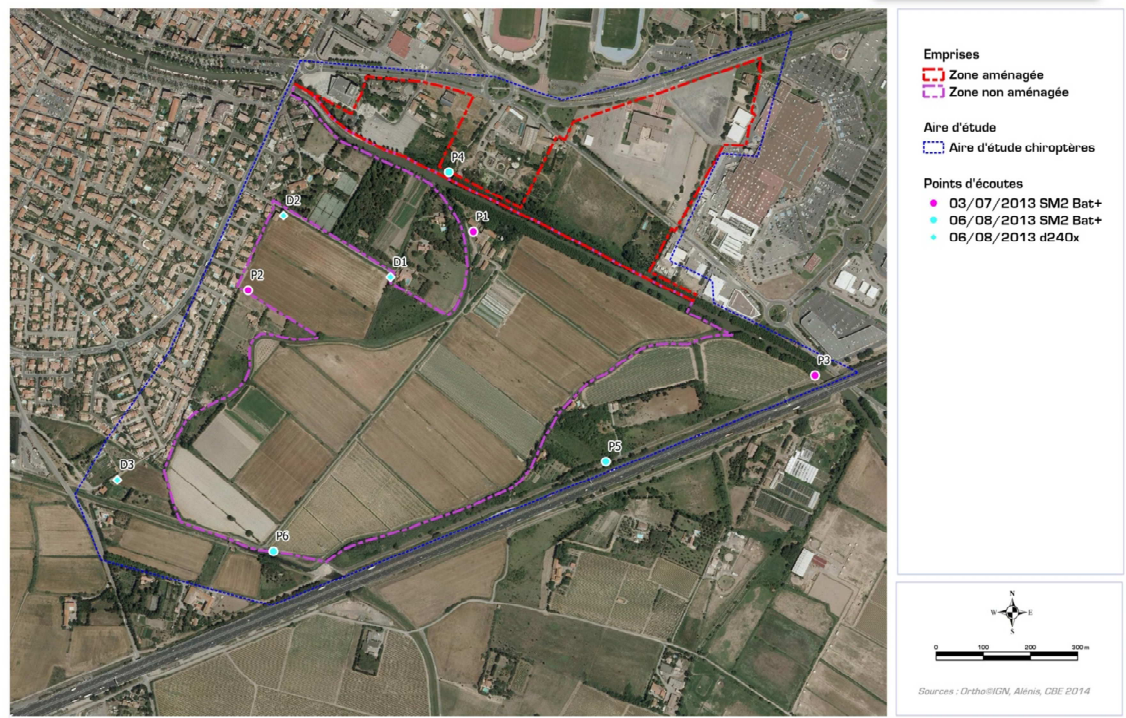 P4
D2
P1
D1
P2
P3
P5
D3
P6
Emprises
Zone aménagée
Zone non aménagée
Aire d'étude
Aire d'étude chiroptères
Points d'écoutes
03/07/2013 SM2 Bat+
06/08/2013 SM2 Bat+
06/08/2013 d240x
N
W E
S
0 100 200 300 m
Sources : Ortho@IGN, Alénis, CBE 2014